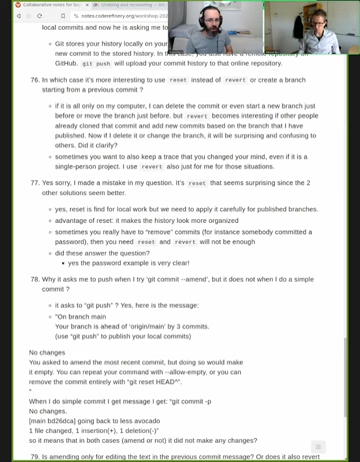 Collaborative notes for
Undoing and recovering - Int
notes.coderefinery.org/workshop-202
local commits and now he is asking me to
Git stores your history locally on your
new commit to the stored history. In this
GitHub. git push will upload your commit history to that online repository.
76. In which case it's more interesting to use reset instead of revert or create a branch
starting from a previous commit ?
if it is all only on my computer, I can delete the commit or even start a new branch just
before or move the branch just before. but revert becomes interesting if other people
already cloned that commit and add new commits based on the branch that I have
published. Now if I delete it or change the branch, it will be surprising and confusing to
others. Did it clarify?
sometimes you want to also keep a trace that you changed your mind, even if it is a
single-person project. I use revert also just for me for those situations.
77. Yes sorry, I made a mistake in my question. It's reset that seems surprising since the 2
other solutions seem better.
yes, reset is find for local work but we need to apply it carefully for published branches.
advantage of reset: it makes the history look more organized
sometimes you really have to “remove” commits (for instance somebody committed a
password), then you need reset and revert will not be enough
did these answer the question?
yes the password example is very clear!
78. Why it asks me to push when I try ‘git commit --amend’, but it does not when I do a simple
commit ?
it asks to “git push” ? Yes, here is the message:
“On branch main
Your branch is ahead of ‘origin/main’ by 3 commits.
(use “git push” to publish your local commits)
No changes
You asked to amend the most recent commit, but doing so would make
it empty. You can repeat your command with --allow-empty, or you can
remove the commit entirely with “git reset HEAD^”.
“
When I do simple commit I get message I get: “git commit -p
No changes.
[main bd26dca] going back to less avocado
1 file changed, 1 insertion(+), 1 deletion(-)”
so it means that in both cases (amend or not) it did not make any changes?
79. Is amending only for editing the text in the previous commit message? Or does it also revert